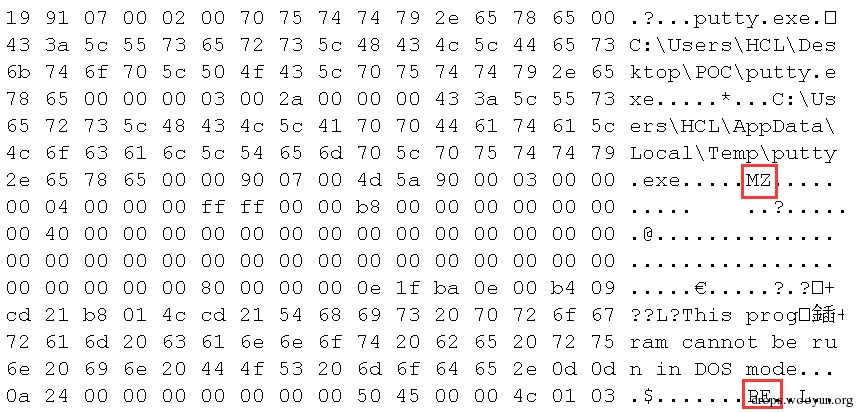 19 91 07 00 02 00 70 75 74 74 79 2e 65 78 65 00 .?...putty.exe.□
43 3a 5c 55 73 65 72 73 5c 48 43 4c 5c 44 65 73 C:\Users\HCL\Des
6b 74 6f 70 5c 50 4f 43 5c 70 75 74 74 79 2e 65 ktop\POC\putty.e
78 65 00 00 00 03 00 2a 00 00 00 43 3a 5c 55 73 xe.....*...C:\Us
65 72 73 5c 48 43 4c 5c 41 70 70 44 61 74 61 5c ers\HCL\AppData\
4c 6f 63 61 6c 5c 54 65 6d 70 5c 70 75 74 74 79 Local\Temp\putty
2e 65 78 65 00 00 90 07 00 4d 5a 90 00 03 00 00 .exe.....MZ.....
00 04 00 00 00 ff ff 00 00 b8 00 00 00 00 00 00 ..... ..?.....
00 40 00 00 00 00 00 00 00 00 00 00 00 00 00 00 .@..............
00 00 00 00 00 00 00 00 00 00 00 00 00 00 00 00 ................
00 00 00 00 00 80 00 00 00 00 0e 1f ba 0e 00 b4 09 .....€.....?.?□+
cd 21 b8 01 4c cd 21 54 68 69 73 20 70 72 6f 67 ???L?This prog□鍤+
72 61 6d 20 63 61 6e 6e 6f 74 20 62 65 20 72 75 ram cannot be ru
6e 20 69 6e 20 44 4f 53 20 6d 6f 64 65 2e 0d 0d n in DOS mode...
0a 24 00 00 00 00 00 00 00 50 45 00 00 4c 01 03 .$.......PE..L..
drops.wooyun.org